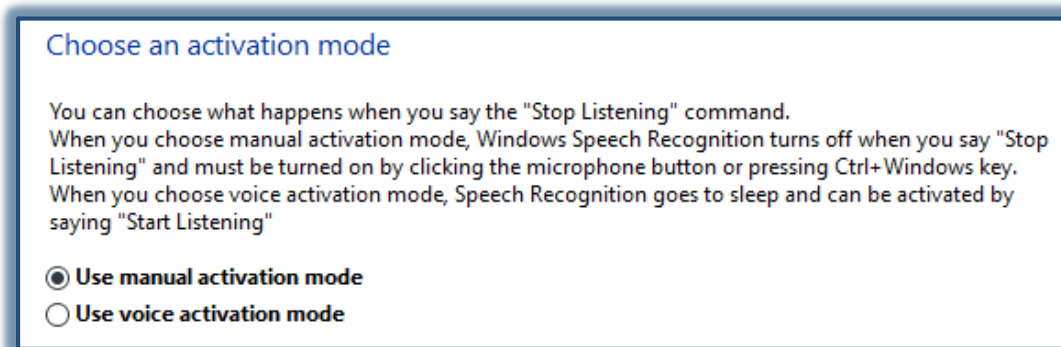 Choose an activation mode
You can choose what happens when you say the "Stop Listening" command.
When you choose manual activation mode, Windows Speech Recognition turns off when you say "Stop
Listening" and must be turned on by clicking the microphone button or pressing Ctrl+Windows key.
When you choose voice activation mode, Speech Recognition goes to sleep and can be activated by
saying "Start Listening"
Use manual activation mode
Use voice activation mode